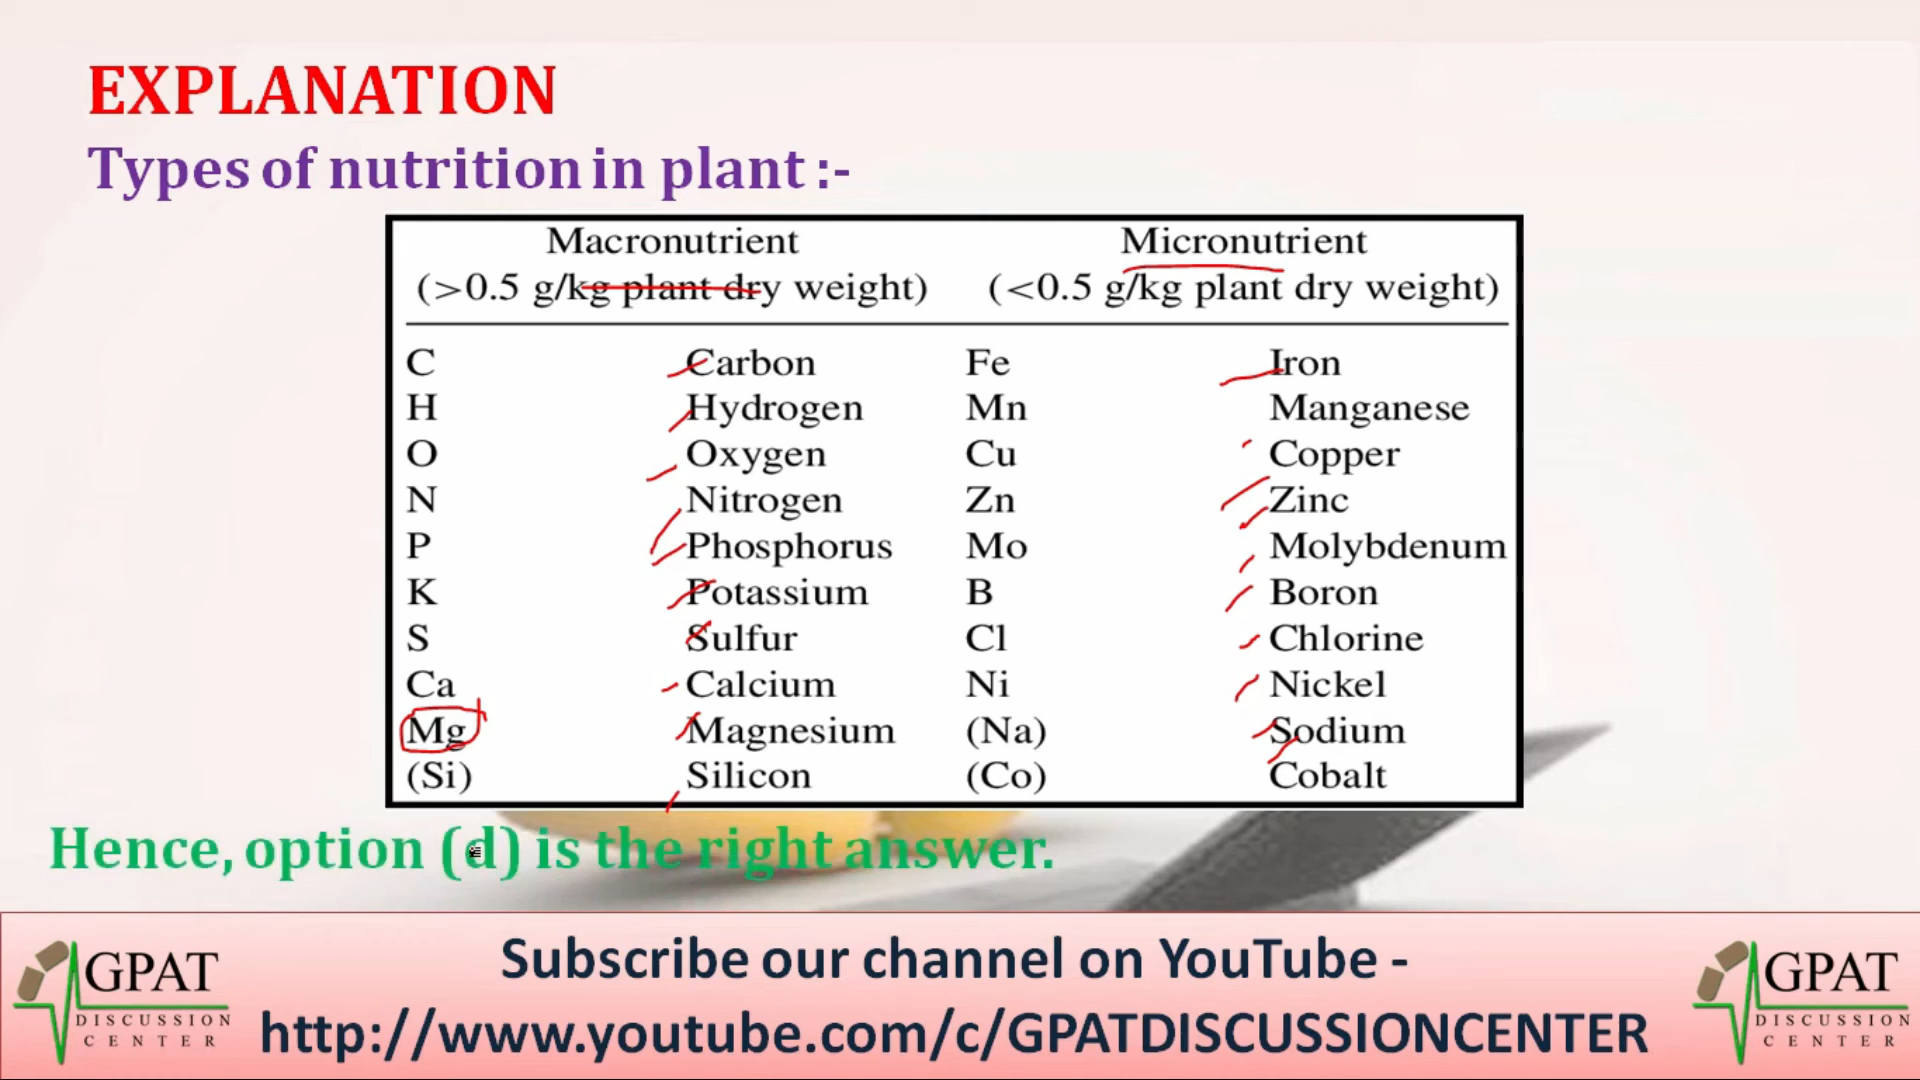 EXPLANATION
Types of nutrition in plant :-
Macronutrient Micronutrient
(>0.5 g/kg plant dry weight) (<0.5 g/kg plant dry weight)
C Carbon Fe Iron
H Hydrogen Mn Manganese
O Oxygen Cu Copper
N Nitrogen Zn Zinc
P Phosphorus Mo Molybdenum
K Potassium B Boron
S Sulfur Cl Chlorine
Ca Calcium Ni Nickel
Mg Magnesium (Na) Sodium
(Si) Silicon (Co) Cobalt
Hence, option (d) is the right answer.
Subscribe our channel on YouTube -
http://www.youtube.com/c/GPATDISCUSSIONCENTER
GPAT
DISCUSSION
CENTER
GPAT
DISCUSSION
CENTER